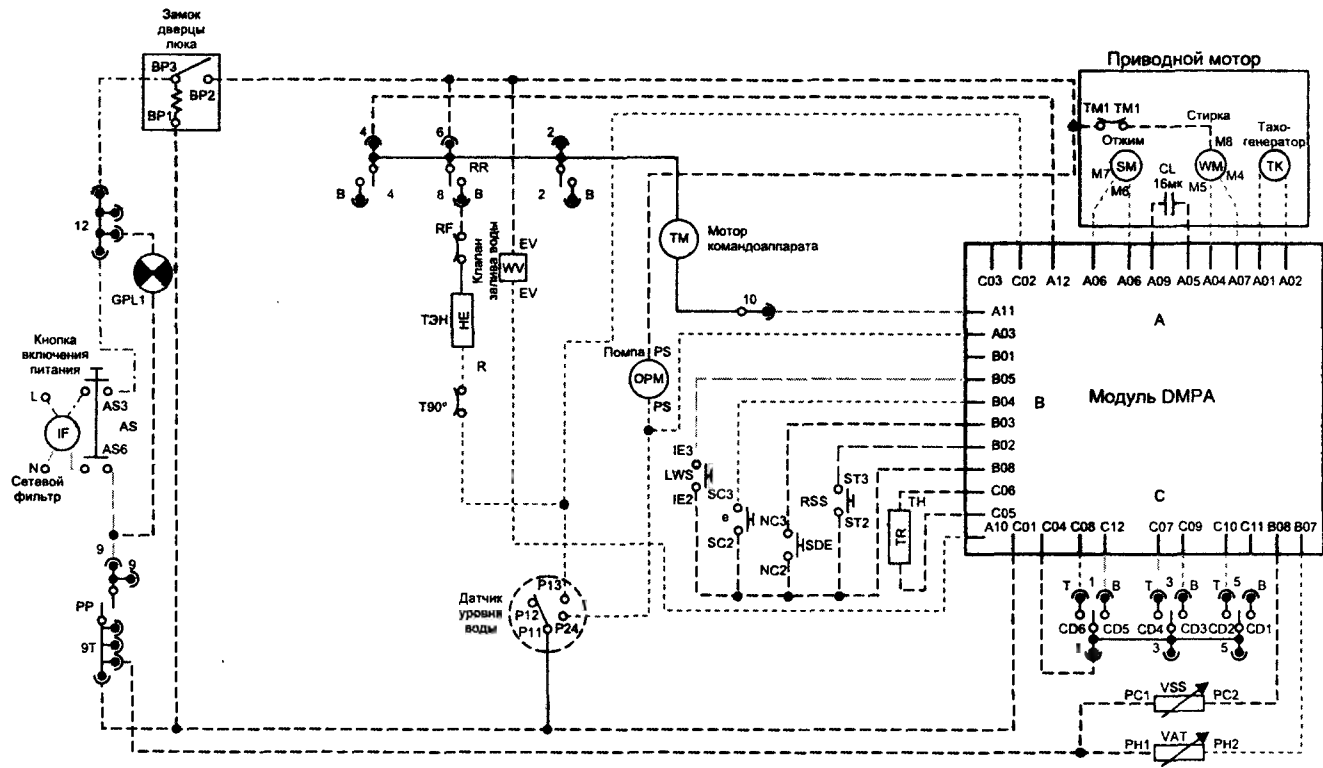 Замок
дверцы
люка
BP3
BP2
BP1
Приводной мотор
TM1 TM1
Стирка
Отжим
M8
Тахо-
генератор
SM
WM
TK
M7
M6
CL
16мк
M5
M4
4
6
2
RR
B
4
8
B
2
B
RF
Клапан
залива воды
EV
WV
EV
TM
Мотор
командоаппарата
12
GPL1
ТЭН
HE
10
Кнопка
включения
питания
L
AS3
AS
IF
AS6
N
Сетевой
фильтр
R
T90°
Помпа
PS
OPM
PS
C03
C02
A12
A06
A06
A09
A05
A04
A07
A01
A02
A11
A
A03
B01
B05
B04
B
Модуль DMPA
B03
B02
B08
C06
C
C05
A10
C01
C04
C08
C12
C07
C09
C10
C11
B08
B07
IE3
LWS
IE2
SC3
e
SC2
NC3
SDE
NC2
ST3
RSS
ST2
TH
TR
9
9
PP
9T
Датчик
уровня
воды
P13
P12
P11
P24
T
1
B
T
3
B
T
5
B
CD6
CD5
CD4
CD3
CD2
CD1
3
5
PC1
VSS
PC2
PH1
VAT
PH2